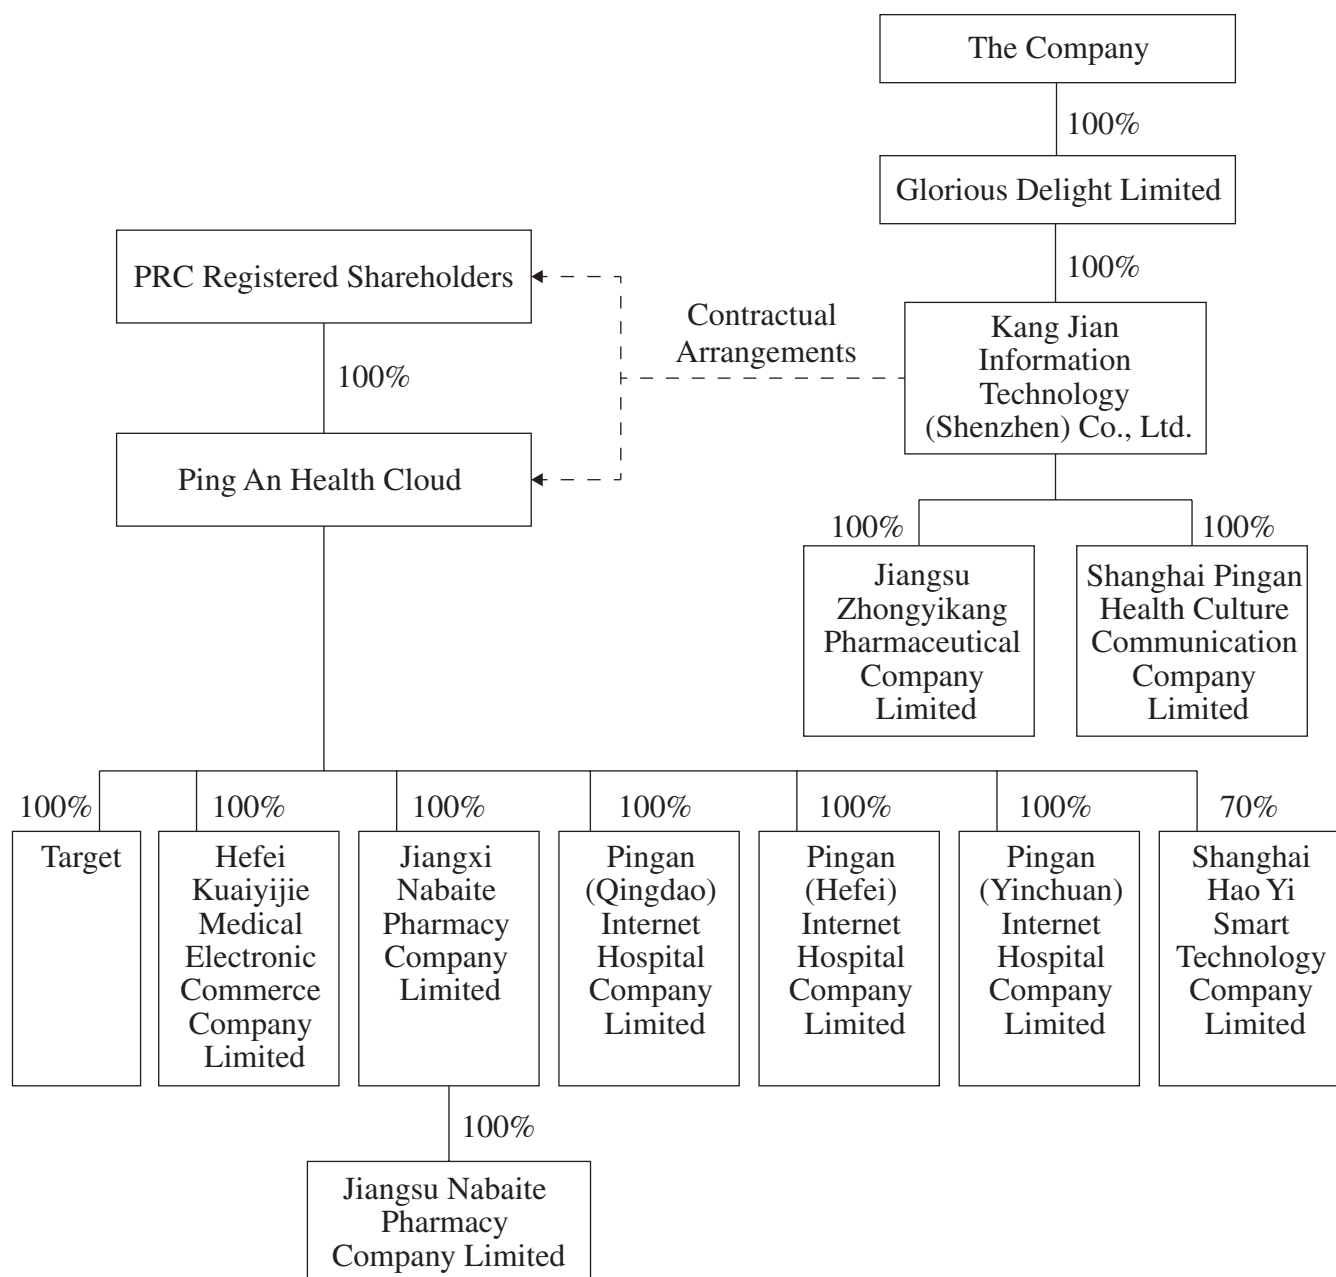 The Company
100%
Glorious Delight Limited
100%
PRC Registered Shareholders
100%
Ping An Health Cloud
Contractual
Arrangements
Kang Jian
Information
Technology
(Shenzhen) Co., Ltd.
100%
Jiangsu
Zhongyikang
Pharmaceutical
Company
Limited
100%
Shanghai Pingan
Health Culture
Communication
Company
Limited
100%
Target
100%
Hefei
Kuaiyijie
Medical
Electronic
Commerce
Company
Limited
100%
Jiangxi
Nabaite
Pharmacy
Company
Limited
100%
Pingan
(Qingdao)
Internet
Hospital
Company
Limited
100%
Pingan
(Hefei)
Internet
Hospital
Company
Limited
100%
Pingan
(Yinchuan)
Internet
Hospital
Company
Limited
70%
Shanghai
Hao Yi
Smart
Technology
Company
Limited
100%
Jiangsu Nabaite
Pharmacy
Company Limited